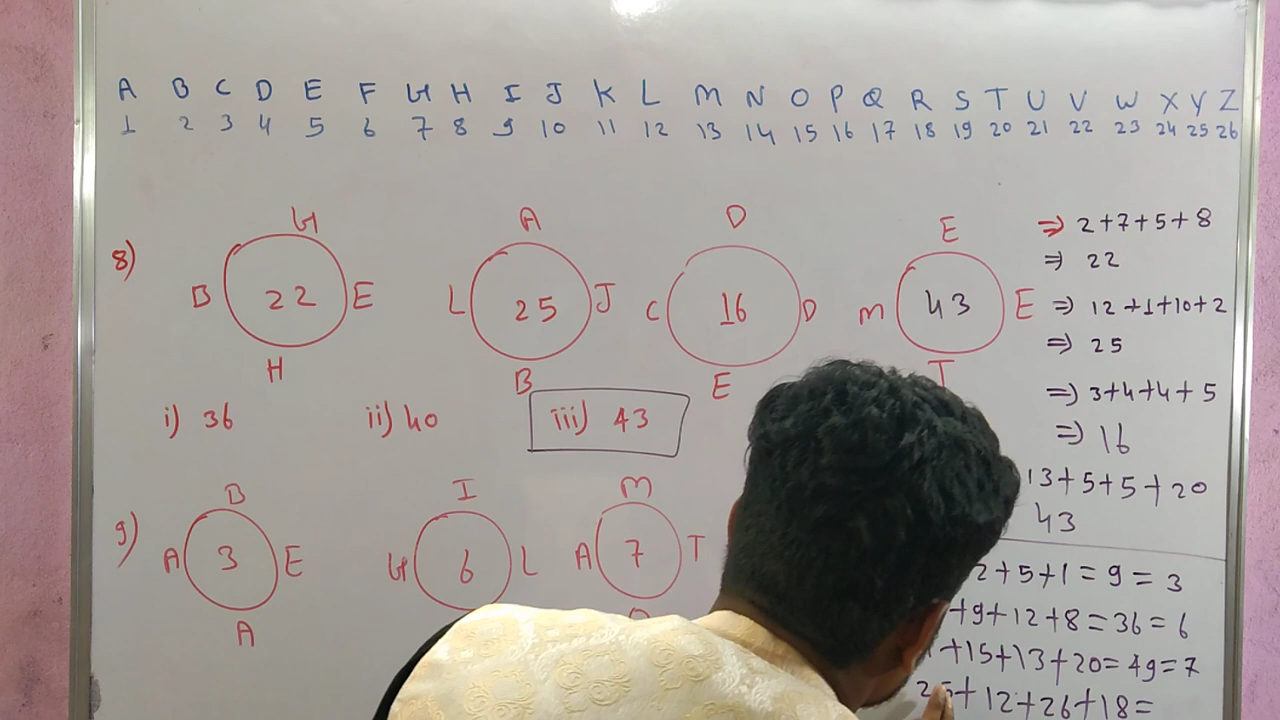 A B C D E F G H I J K L M N O P Q R S T U V W X Y Z
1 2 3 4 5 6 7 8 9 10 11 12 13 14 15 16 17 18 19 20 21 22 23 24 25 26
8)
G
B 22 E
H
A
L 25 J
B
D
C 16 D
E
E
M 43 E
T
⇒ 2+7+5+8
⇒ 22
⇒ 12+1+10+2
⇒ 25
⇒ 3+4+4+5
⇒ 16
13+5+5+20
43
i) 36 ii) 40 iii) 43
9)
B
A 3 E
A
I
G 6 L
M
A 7 T
2+5+1=9=3
+9+12+8=36=6
+15+13+20=49=7
25+12+26+18=